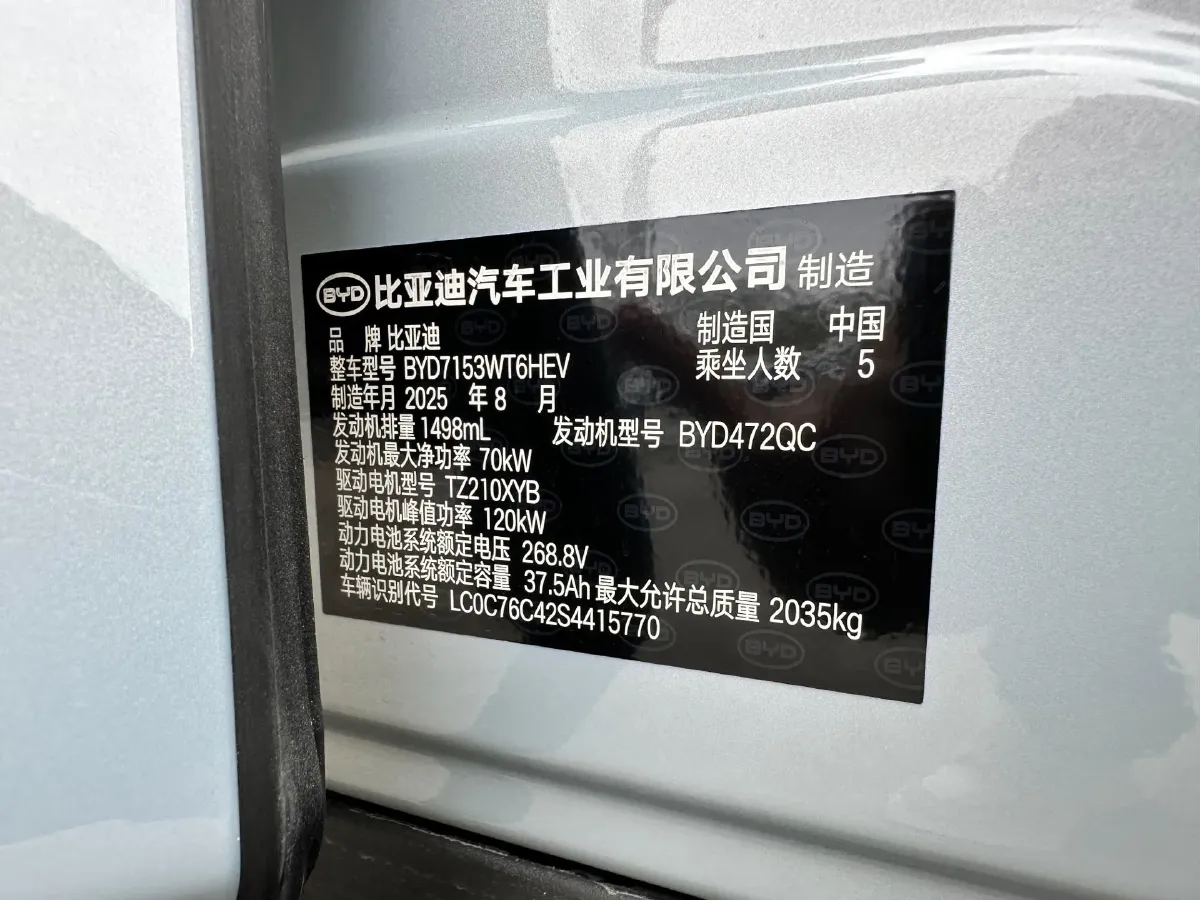 BYD 比亚迪汽车工业有限公司 制造
品 牌 比亚迪 制造国 中国
整车型号 BYD7153WT6HEV 乘坐人数 5
制造年月 2025 年 8 月
发动机排量 1498mL 发动机型号 BYD472QC
发动机最大净功率 70kW
驱动电机型号 TZ210XYB
驱动电机峰值功率 120kW
动力电池系统额定电压 268.8V
动力电池系统额定容量 37.5Ah 最大允许总质量 2035kg
车辆识别代号 LC0C76C42S4415770